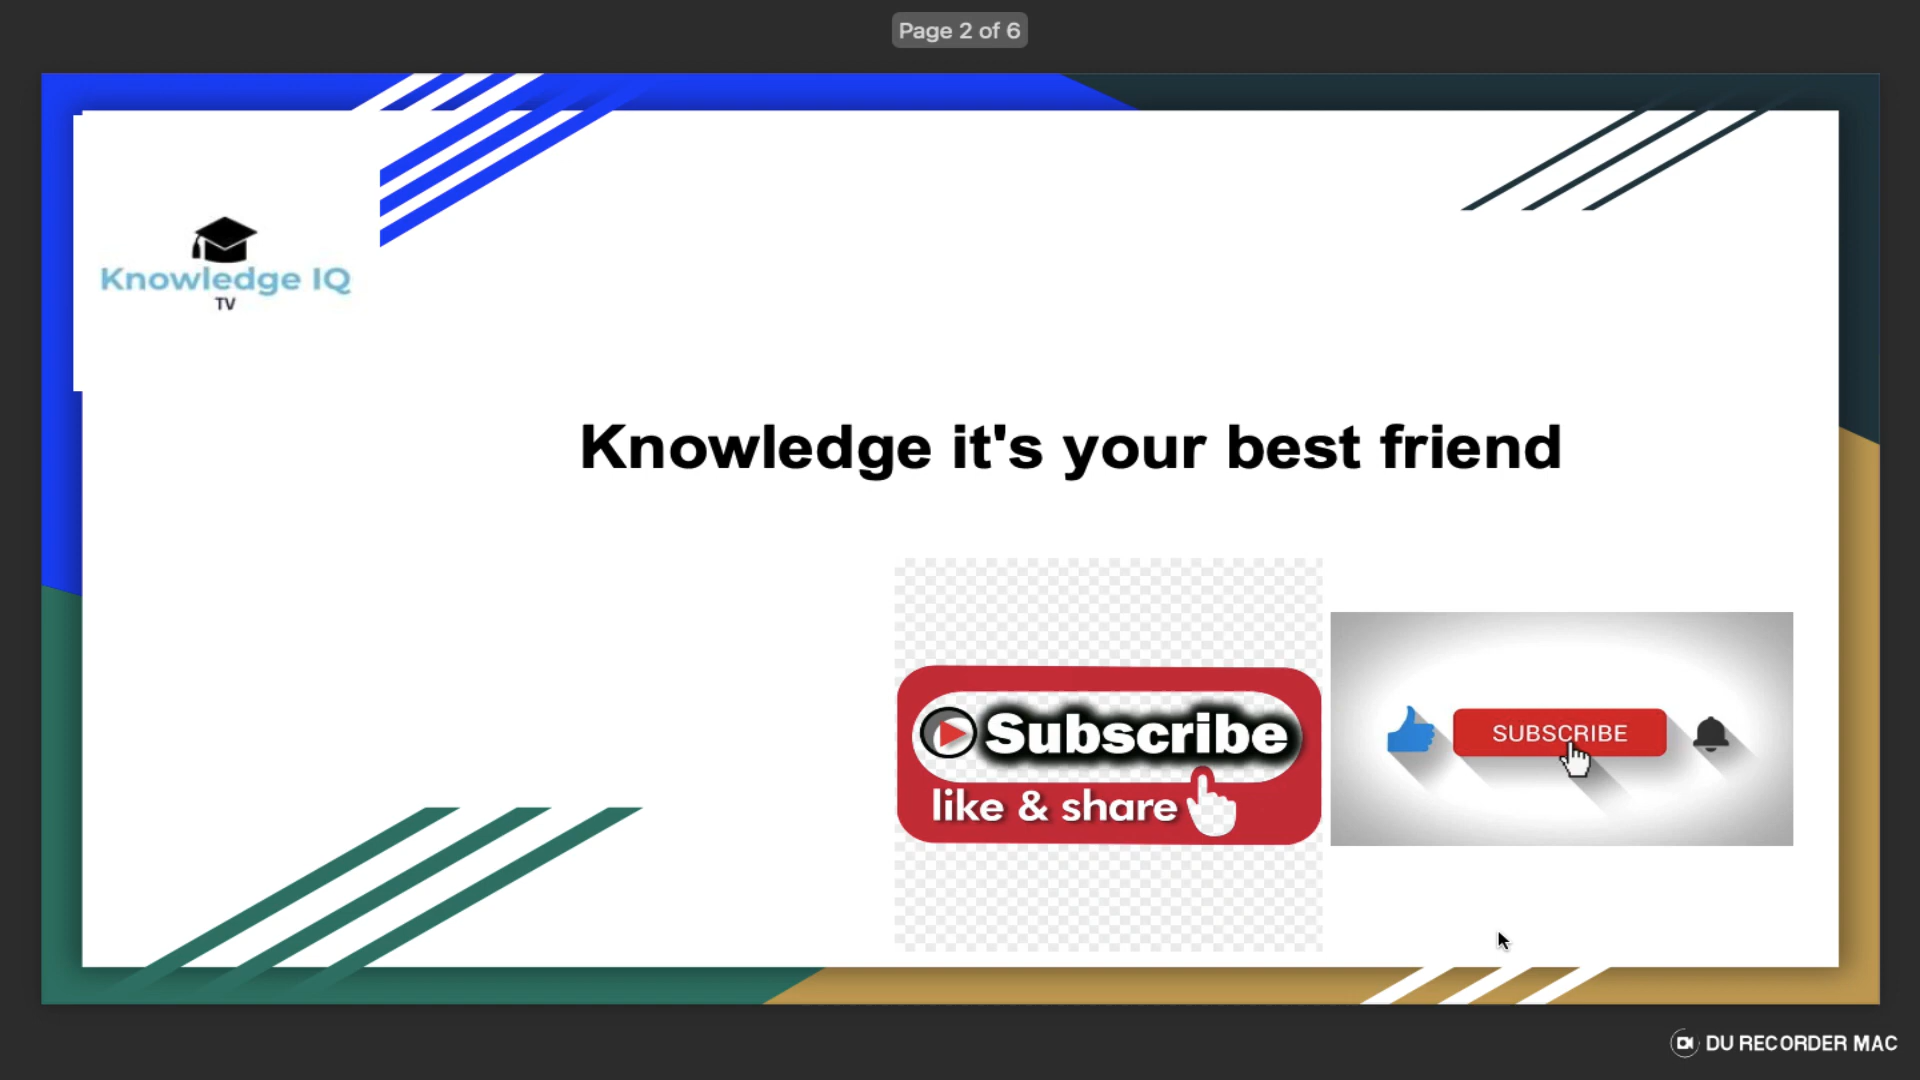 Page 2 of 6
Knowledge IQ
TV
Knowledge it's your best friend
Subscribe
like & share
SUBSCRIBE
DU RECORDER MAC